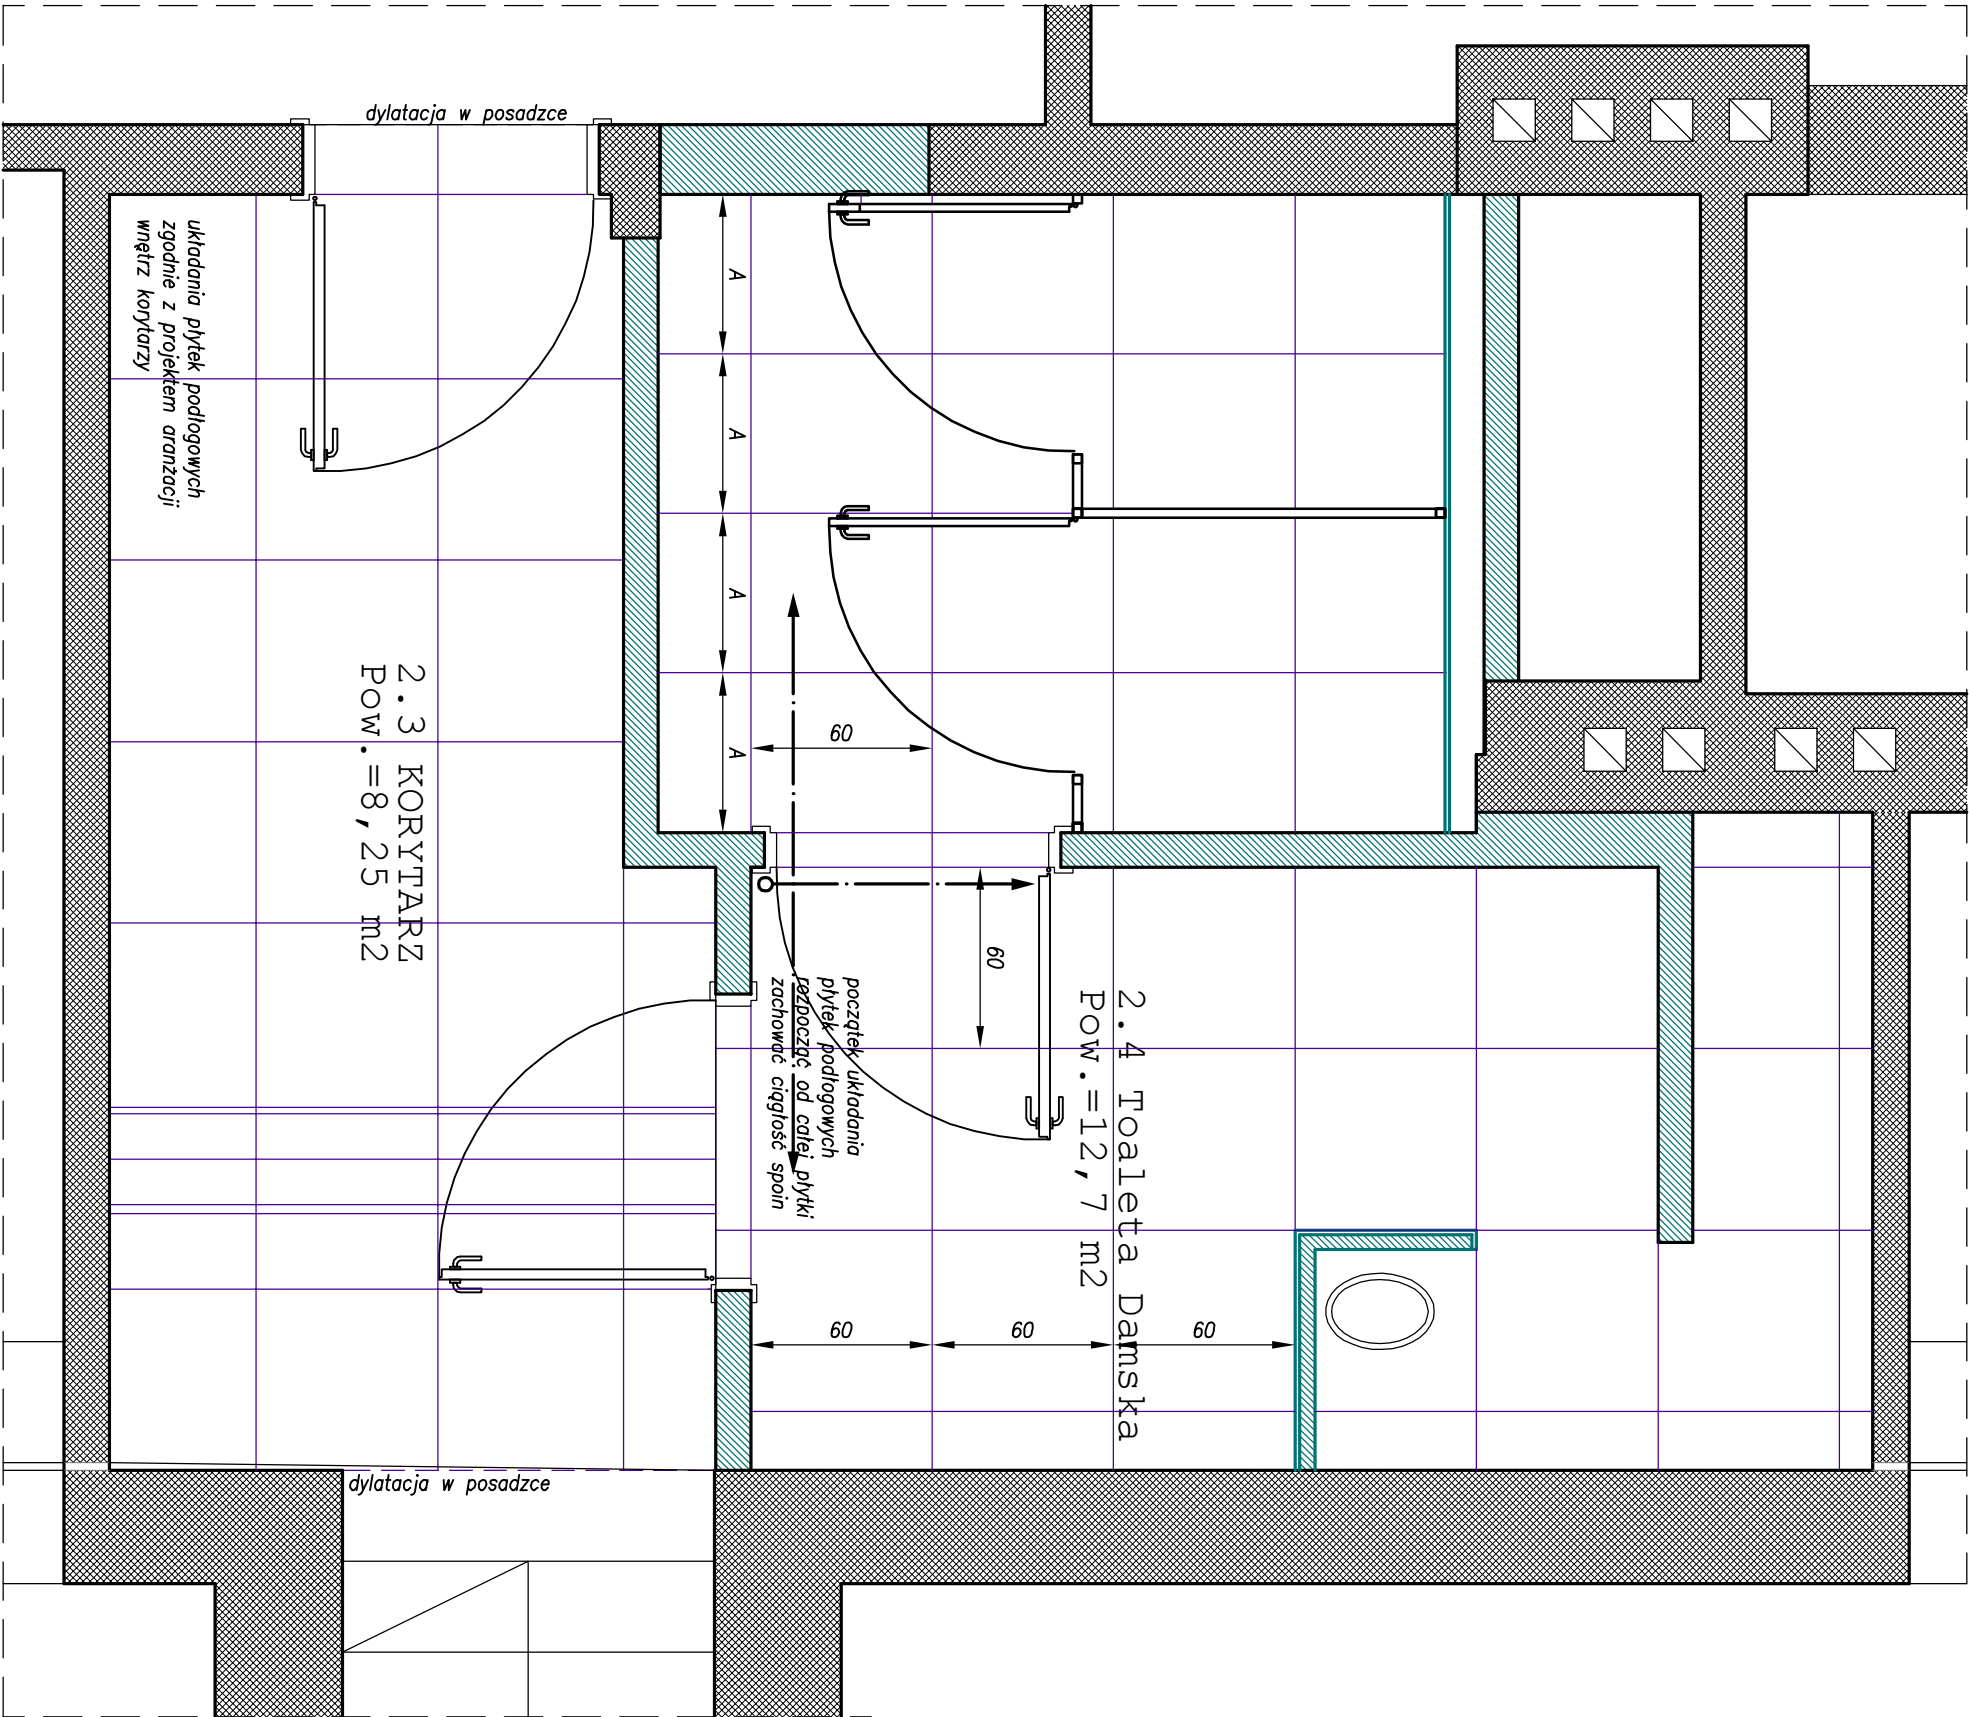 dylatacja w posadzce
układania płytek podłogowych
zgodnie z projektem aranżacji
wnętrz korytarzy
A
A
A
A
60
2.3 KORYTARZ
Pow.=8,25 m2
60
początek układania
płytek podłogowych
rozpocząć od całej płytki
zachować ciągłość spoin
2.4 Toaleta Damska
Pow.=12,7 m2
60
60
60
dylatacja w posadzce